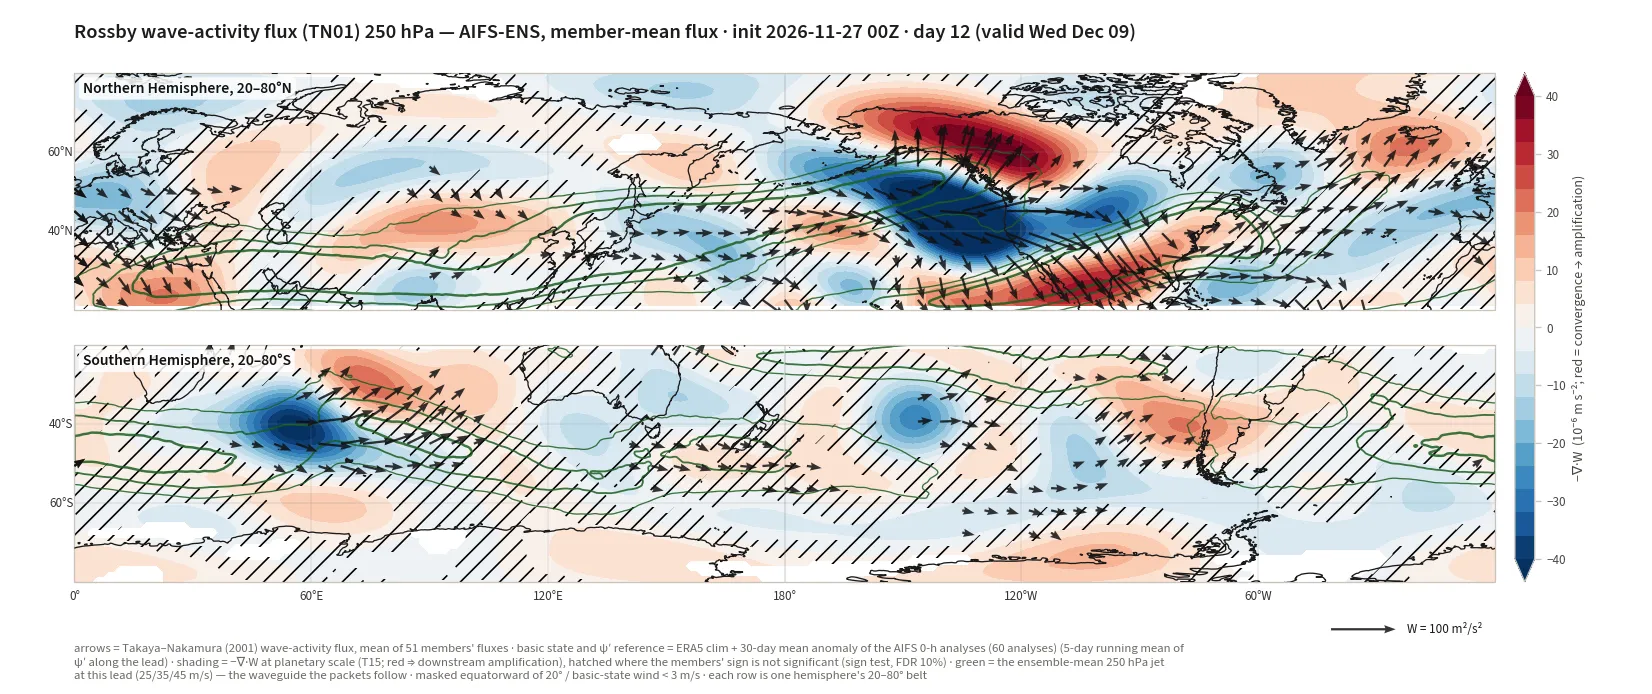 Rossby wave-activity flux (TN01) 250 hPa — AIFS-ENS, member-mean flux · init 2026-11-27 00Z · day 12 (valid Wed Dec 09)
Northern Hemisphere, 20–80°N
60°N
40°N
Southern Hemisphere, 20–80°S
40°S
60°S
0°
60°E
120°E
180°
120°W
60°W
40
30
20
10
0
−10
−20
−30
−40
−∇·W (10⁻⁶ m s⁻²; red = convergence → amplification)
W = 100 m²/s²
arrows = Takaya–Nakamura (2001) wave-activity flux, mean of 51 members' fluxes · basic state and ψ′ reference = ERA5 clim + 30-day mean anomaly of the AIFS 0-h analyses (60 analyses) (5-day running mean of
ψ′ along the lead) · shading = −∇·W at planetary scale (T15; red ⇒ downstream amplification), hatched where the members' sign is not significant (sign test, FDR 10%) · green = the ensemble-mean 250 hPa jet
at this lead (25/35/45 m/s) — the waveguide the packets follow · masked equatorward of 20° / basic-state wind < 3 m/s · each row is one hemisphere's 20–80° belt